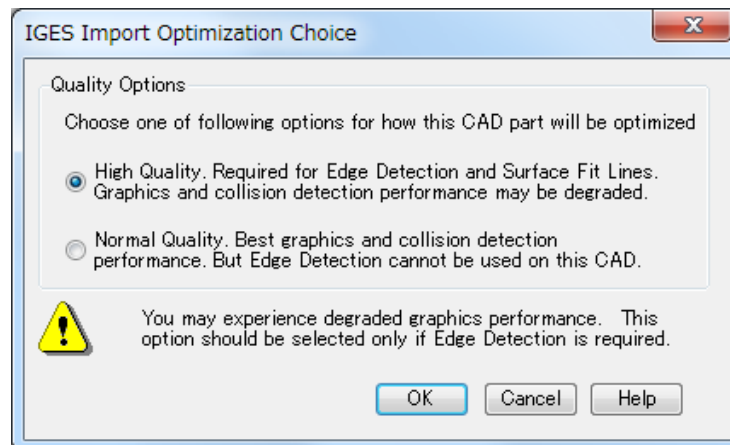 IGES Import Optimization Choice
Quality Options
Choose one of following options for how this CAD part will be optimized
High Quality. Required for Edge Detection and Surface Fit Lines.
Graphics and collision detection performance may be degraded.
Normal Quality. Best graphics and collision detection
performance. But Edge Detection cannot be used on this CAD.
You may experience degraded graphics performance. This
option should be selected only if Edge Detection is required.
OK Cancel Help